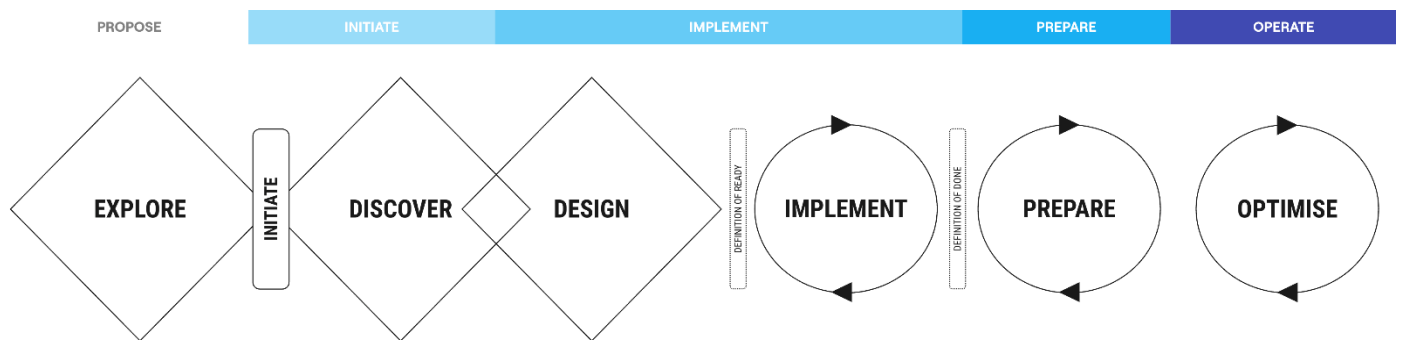 PROPOSE
INITIATE
IMPLEMENT
PREPARE
OPERATE
EXPLORE
INITIATE
DISCOVER
DESIGN
DEFINITION OF READY
IMPLEMENT
DEFINITION OF DONE
PREPARE
OPTIMISE